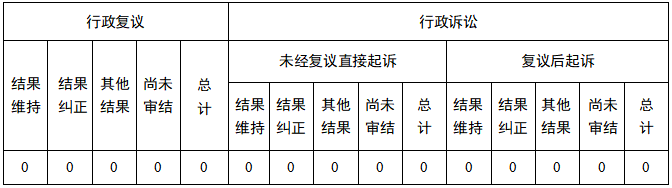 行政复议 行政诉讼
未经复议直接起诉 复议后起诉
结果 结果 其他 尚未 总
维持 纠正 结果 审结 计
结果 结果 其他 尚未 总 结果 结果 其他 尚未 总
维持 纠正 结果 审结 计 维持 纠正 结果 审结 计
0 0 0 0 0 0 0 0 0 0 0 0 0 0 0